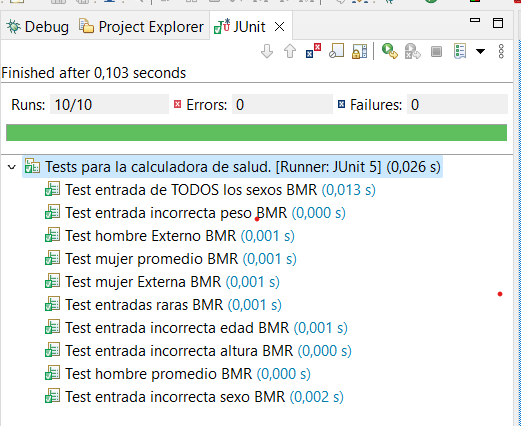 Debug Project Explorer JUnit
Finished after 0,103 seconds
Runs: 10/10 Errors: 0 Failures: 0
Tests para la calculadora de salud. [Runner: JUnit 5] (0,026 s)
Test entrada de TODOS los sexos BMR (0,013 s)
Test entrada incorrecta peso BMR (0,000 s)
Test hombre Externo BMR (0,001 s)
Test mujer promedio BMR (0,001 s)
Test mujer Externa BMR (0,001 s)
Test entradas raras BMR (0,001 s)
Test entrada incorrecta edad BMR (0,001 s)
Test entrada incorrecta altura BMR (0,000 s)
Test hombre promedio BMR (0,000 s)
Test entrada incorrecta sexo BMR (0,002 s)